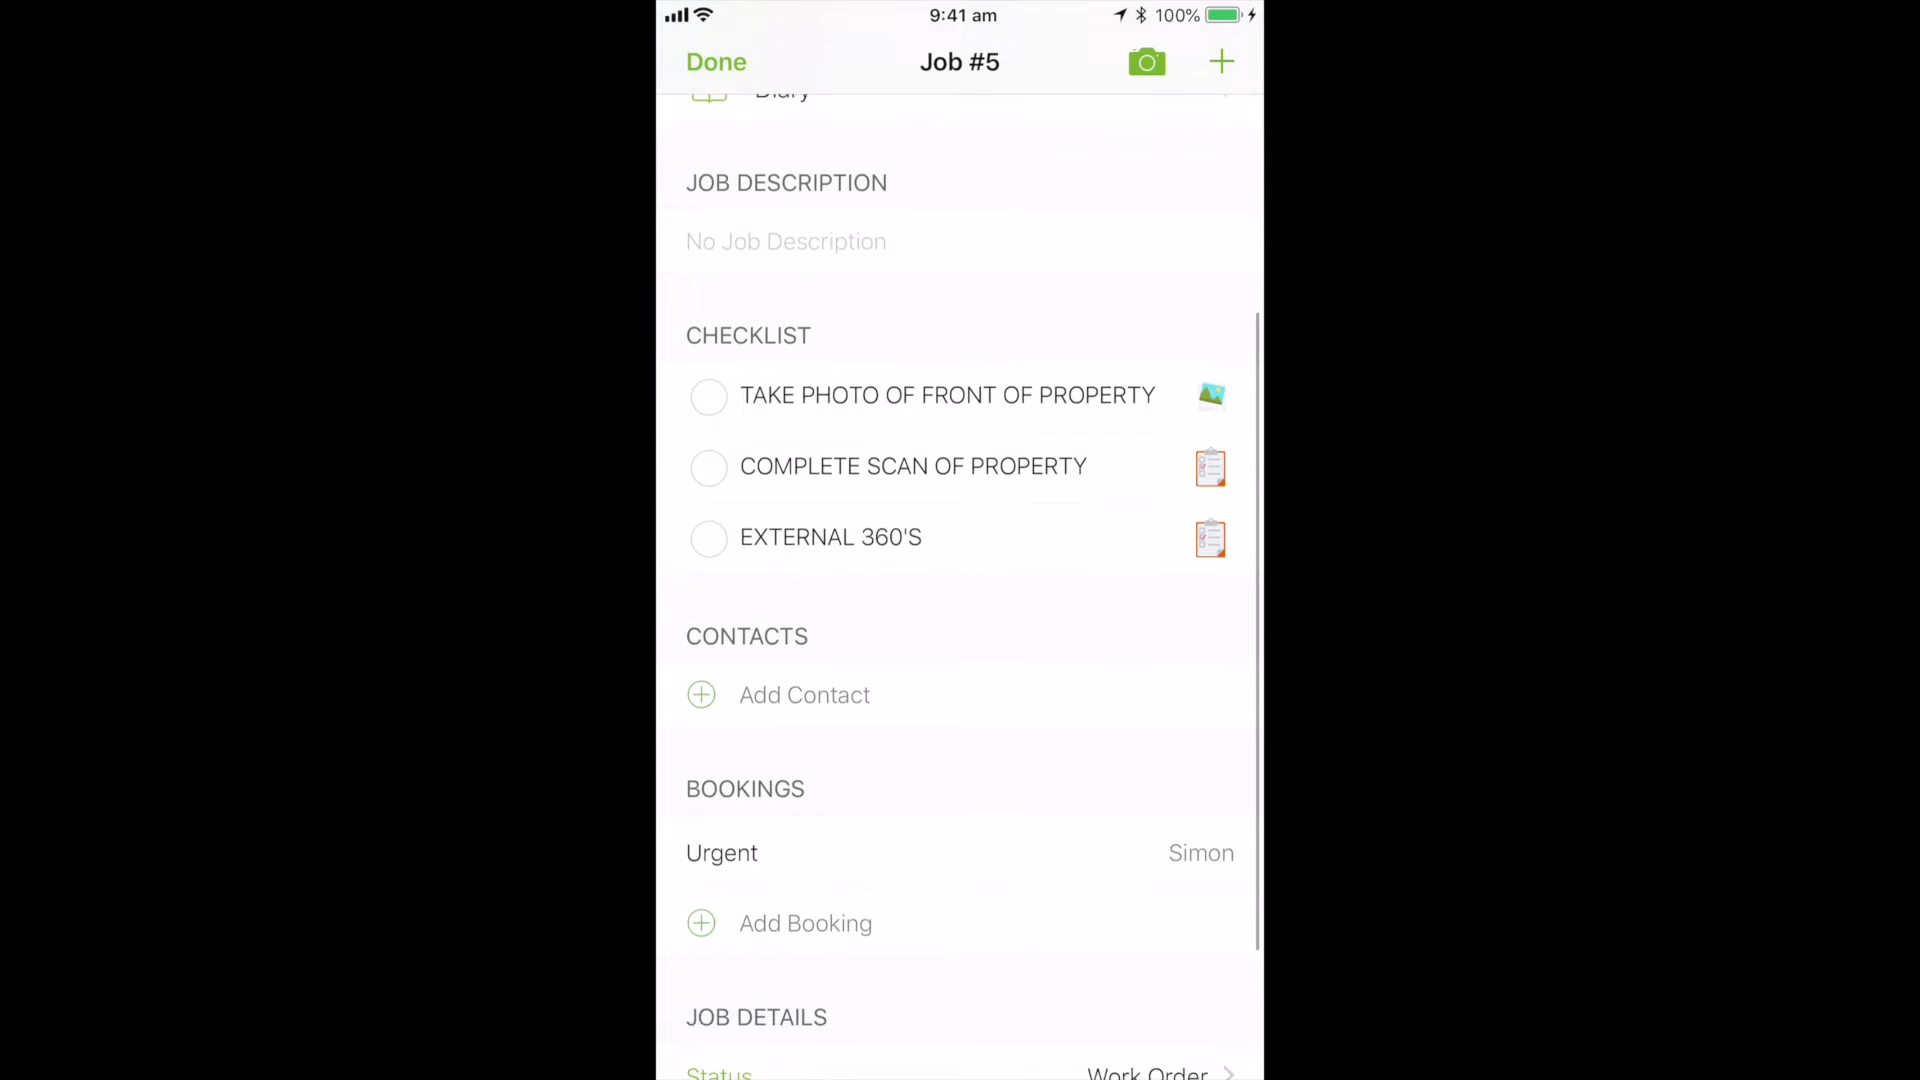 9:41 am
100%
Done
Job #5
Diary
JOB DESCRIPTION
No Job Description
CHECKLIST
TAKE PHOTO OF FRONT OF PROPERTY
COMPLETE SCAN OF PROPERTY
EXTERNAL 360'S
CONTACTS
Add Contact
BOOKINGS
Urgent
Simon
Add Booking
JOB DETAILS
Status
Work Order